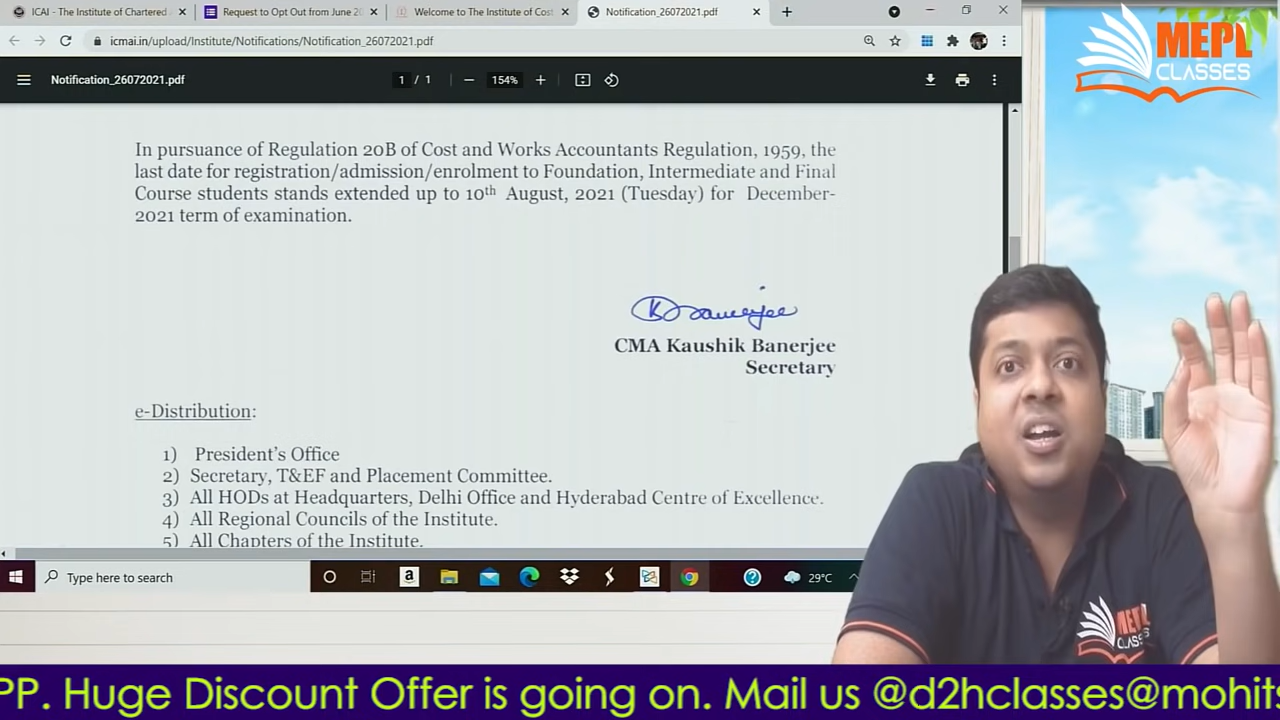 ICAI - The Institute of Chartered
Request to Opt Out from June 20
Welcome to The Institute of Cost
Notification_26072021.pdf
icmai.in/upload/Institute/Notifications/Notification_26072021.pdf
Notification_26072021.pdf
1 / 1
154%
In pursuance of Regulation 20B of Cost and Works Accountants Regulation, 1959, the
last date for registration/admission/enrolment to Foundation, Intermediate and Final
Course students stands extended up to 10th August, 2021 (Tuesday) for December-
2021 term of examination.
K Banerjee
CMA Kaushik Banerjee
Secretary
e-Distribution:
1) President's Office
2) Secretary, T&EF and Placement Committee.
3) All HODs at Headquarters, Delhi Office and Hyderabad Centre of Excellence.
4) All Regional Councils of the Institute.
5) All Chapters of the Institute.
Type here to search
29°C
MEPL
CLASSES
MEPL
CLASSES
PP. Huge Discount Offer is going on. Mail us @d2hclasses@mohits